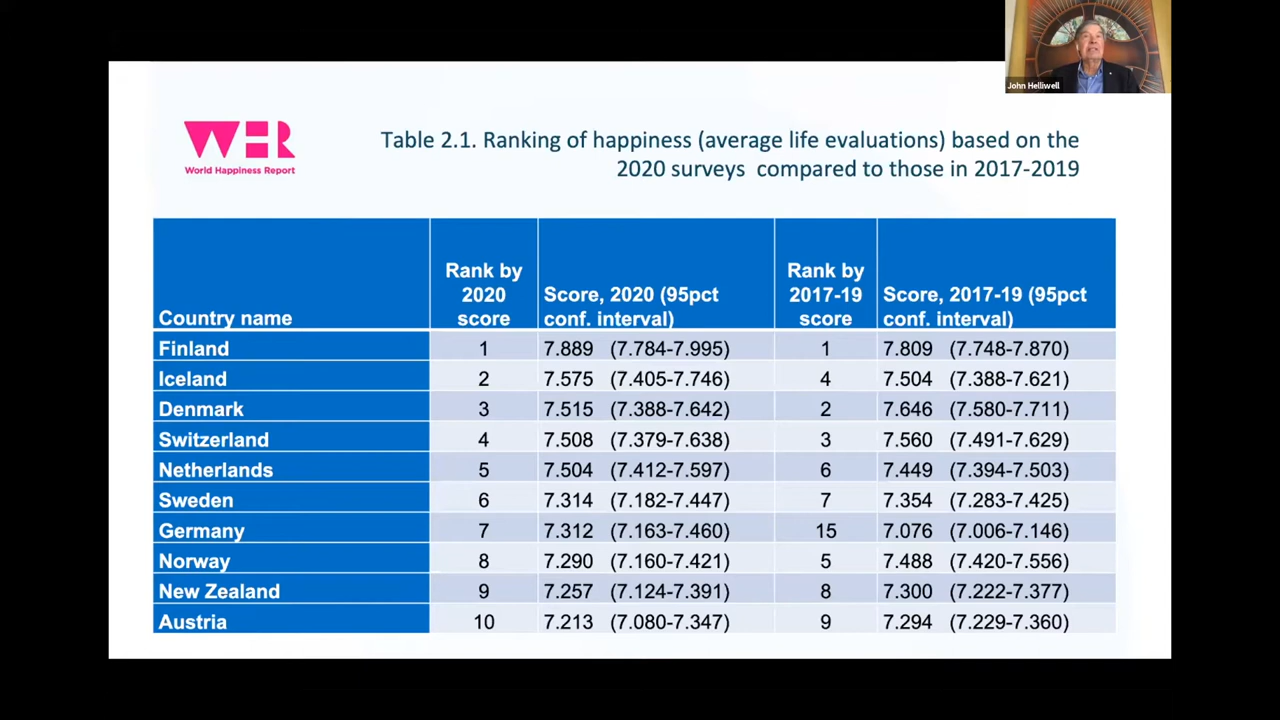 John Helliwell
WHR
World Happiness Report
Table 2.1. Ranking of happiness (average life evaluations) based on the
2020 surveys compared to those in 2017-2019
Country name Rank by 2020 score Score, 2020 (95pct conf. interval) Rank by 2017-19 score Score, 2017-19 (95pct conf. interval)
Finland 1 7.889 (7.784-7.995) 1 7.809 (7.748-7.870)
Iceland 2 7.575 (7.405-7.746) 4 7.504 (7.388-7.621)
Denmark 3 7.515 (7.388-7.642) 2 7.646 (7.580-7.711)
Switzerland 4 7.508 (7.379-7.638) 3 7.560 (7.491-7.629)
Netherlands 5 7.504 (7.412-7.597) 6 7.449 (7.394-7.503)
Sweden 6 7.314 (7.182-7.447) 7 7.354 (7.283-7.425)
Germany 7 7.312 (7.163-7.460) 15 7.076 (7.006-7.146)
Norway 8 7.290 (7.160-7.421) 5 7.488 (7.420-7.556)
New Zealand 9 7.257 (7.124-7.391) 8 7.300 (7.222-7.377)
Austria 10 7.213 (7.080-7.347) 9 7.294 (7.229-7.360)